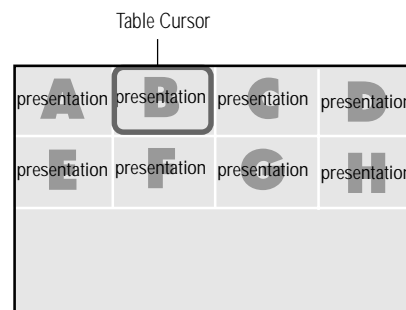 Table Cursor
A B C D
presentation presentation presentation presentation
E F G H
presentation presentation presentation presentation